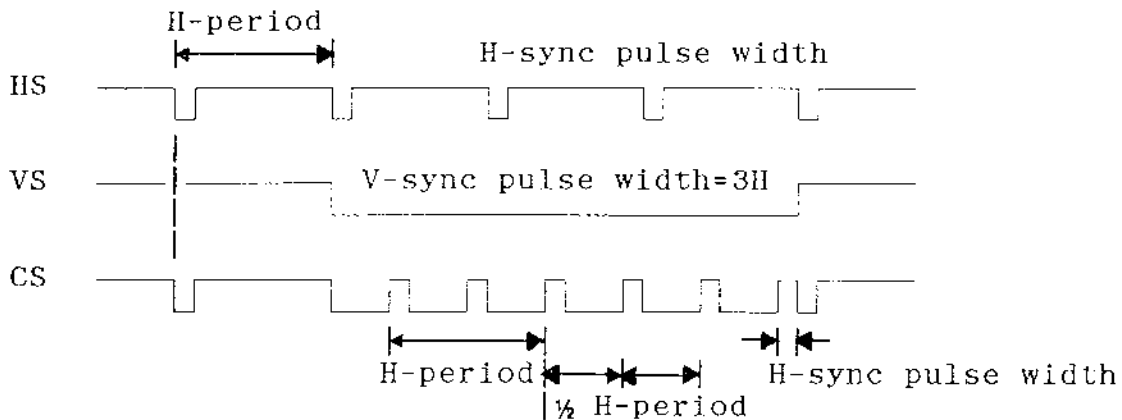 H-period
H-sync pulse width
HS
VS
V-sync pulse width=3H
CS
H-period
H-sync pulse width
½ H-period